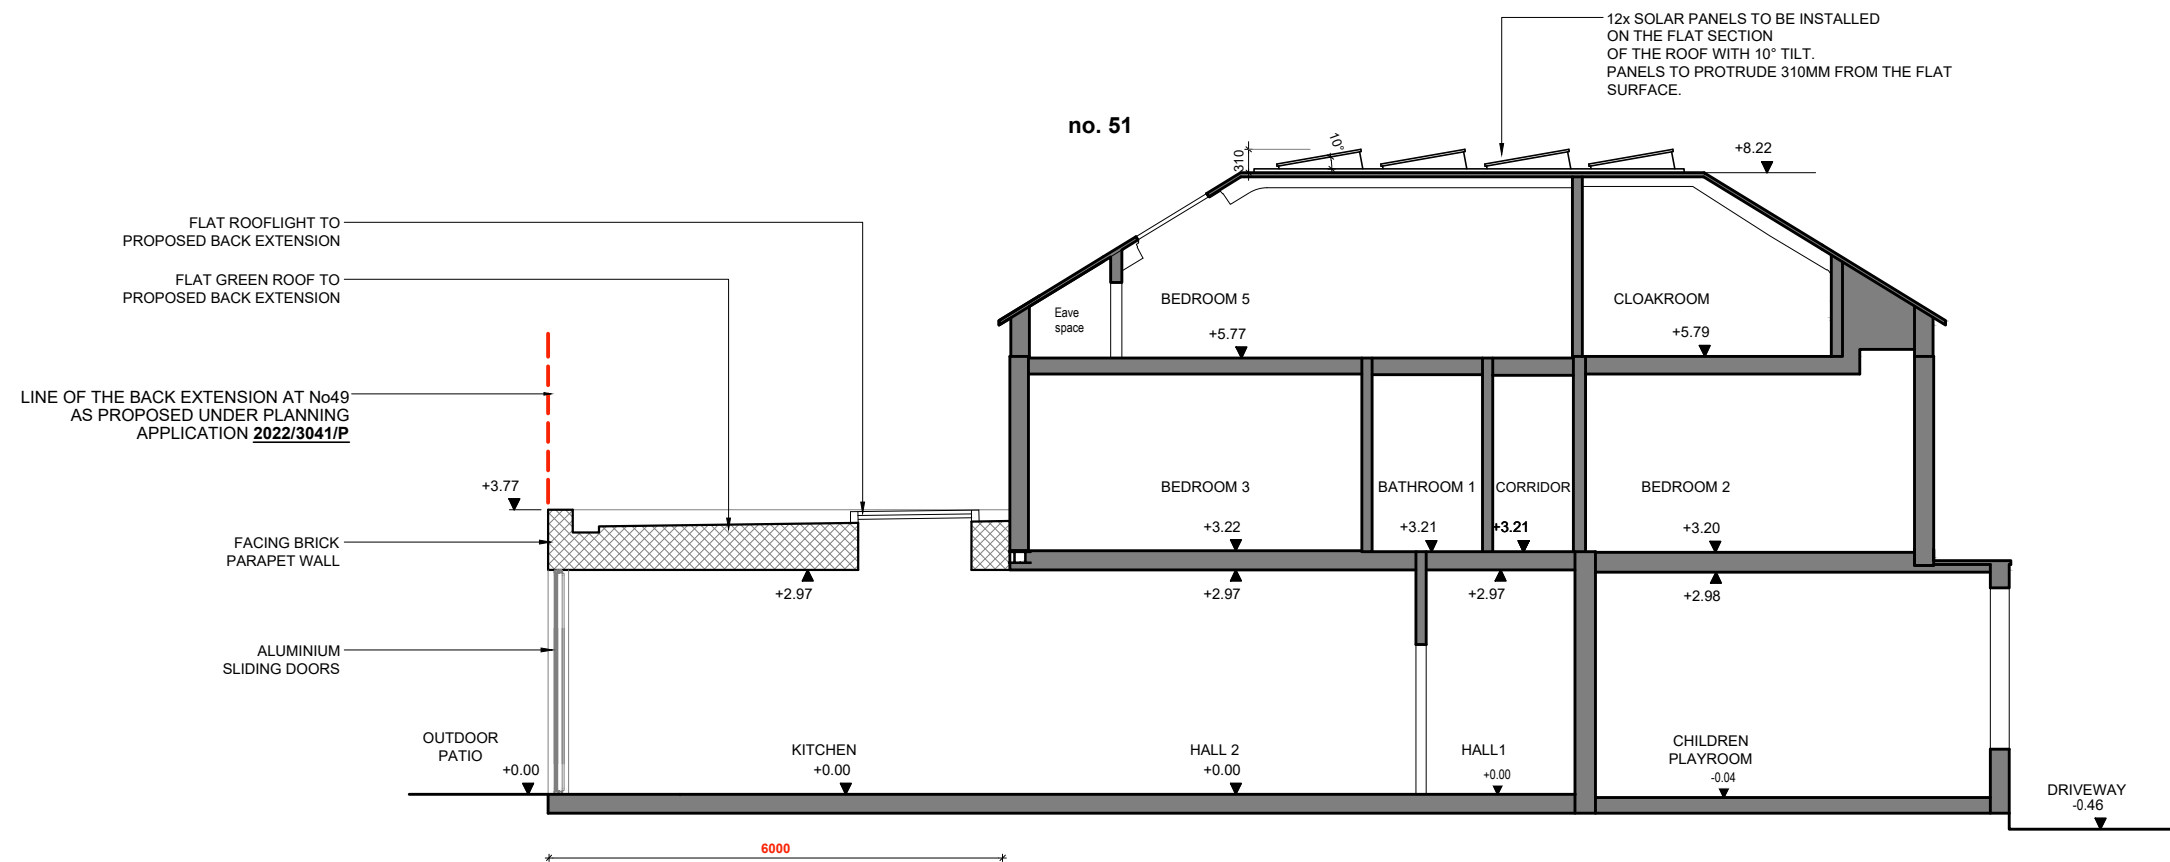 12x SOLAR PANELS TO BE INSTALLED
ON THE FLAT SECTION
OF THE ROOF WITH 10° TILT.
PANELS TO PROTRUDE 310MM FROM THE FLAT
SURFACE.
no. 51
310
10°
+8.22
FLAT ROOFLIGHT TO
PROPOSED BACK EXTENSION
FLAT GREEN ROOF TO
PROPOSED BACK EXTENSION
Eave
space
BEDROOM 5
+5.77
CLOAKROOM
+5.79
LINE OF THE BACK EXTENSION AT No49
AS PROPOSED UNDER PLANNING
APPLICATION 2022/3041/P
+3.77
BEDROOM 3
+3.22
BATHROOM 1
+3.21
CORRIDOR
+3.21
BEDROOM 2
+3.20
FACING BRICK
PARAPET WALL
+2.97
+2.97
+2.97
+2.98
ALUMINIUM
SLIDING DOORS
OUTDOOR
PATIO
+0.00
KITCHEN
+0.00
HALL 2
+0.00
HALL1
+0.00
CHILDREN
PLAYROOM
-0.04
DRIVEWAY
-0.46
6000